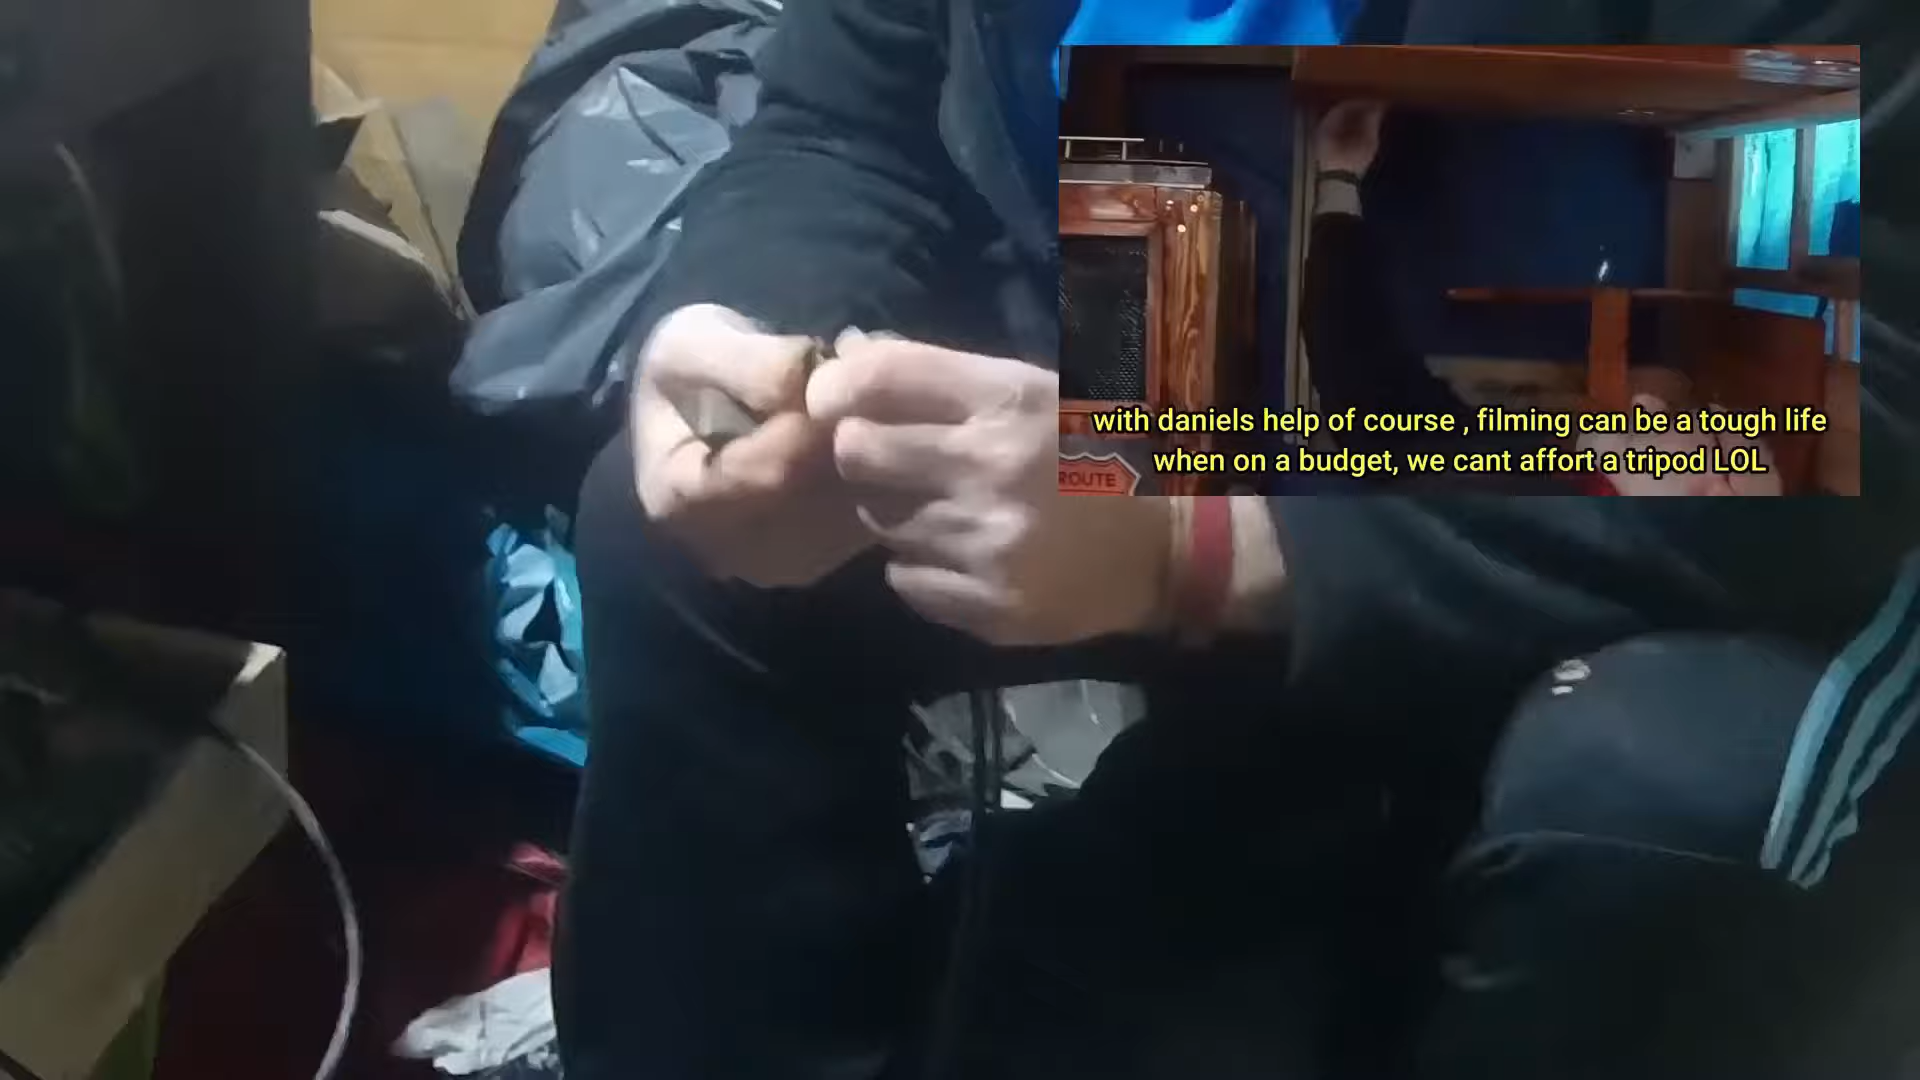 with daniels help of course , filming can be a tough life
when on a budget, we cant affort a tripod LOL
ROUTE